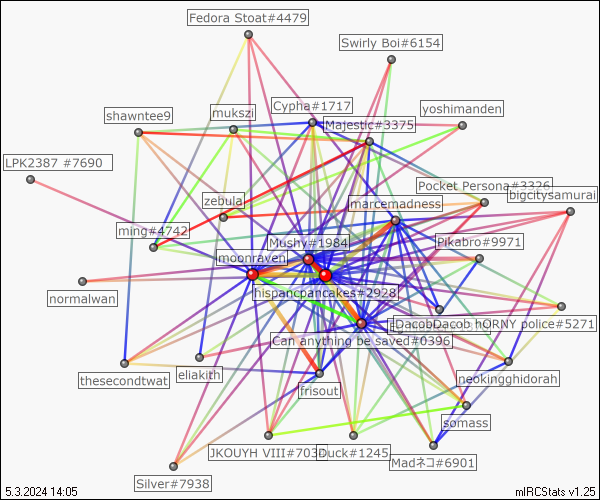 Fedora Stoat#4479
Swirly Boi#6154
mukszi
Cypha#1717
yoshimanden
shawntee9
Majestic#3375
LPK2387 #7690
Pocket Persona#3326
bigcitysamurai
zebula
marcemadness
ming#4742
Mushy#1984
Pikabro#9971
moonraven
hispancpancakes#2928
normalwan
DacobDacob hORNY police#5271
Can anything be saved#0396
thesecondtwat
eliakith
neokingghidorah
frisout
somass
JKOUYH VIII#703
Duck#1245
Madネコ#6901
Silver#7938
5.3.2024 14:05
mIRCStats v1.25